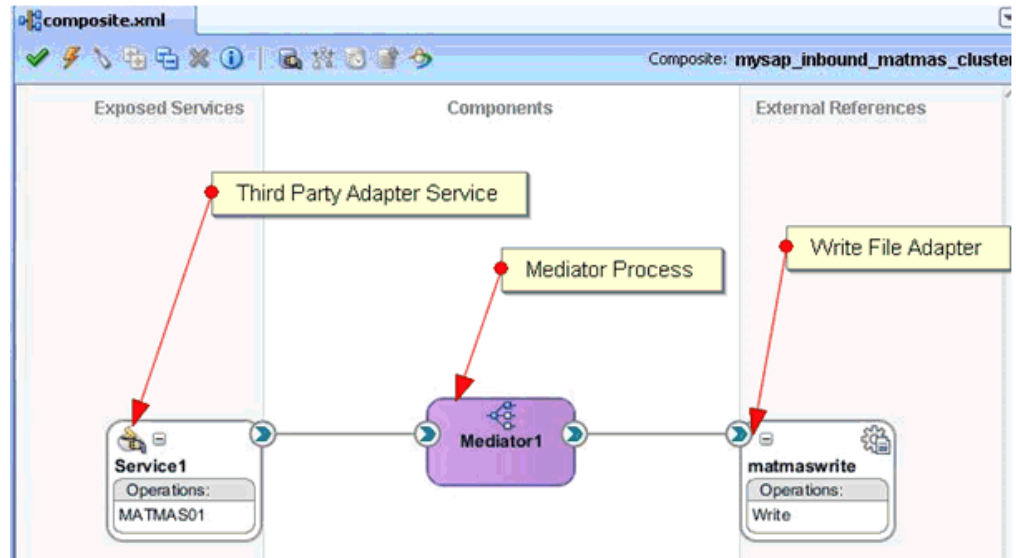 composite.xml
Composite: mysap_inbound_matmas_cluster
Exposed Services
Components
External References
Third Party Adapter Service
Mediator Process
Write File Adapter
Mediator1
Service1
Operations:
MATMAS01
matmaswrite
Operations:
Write